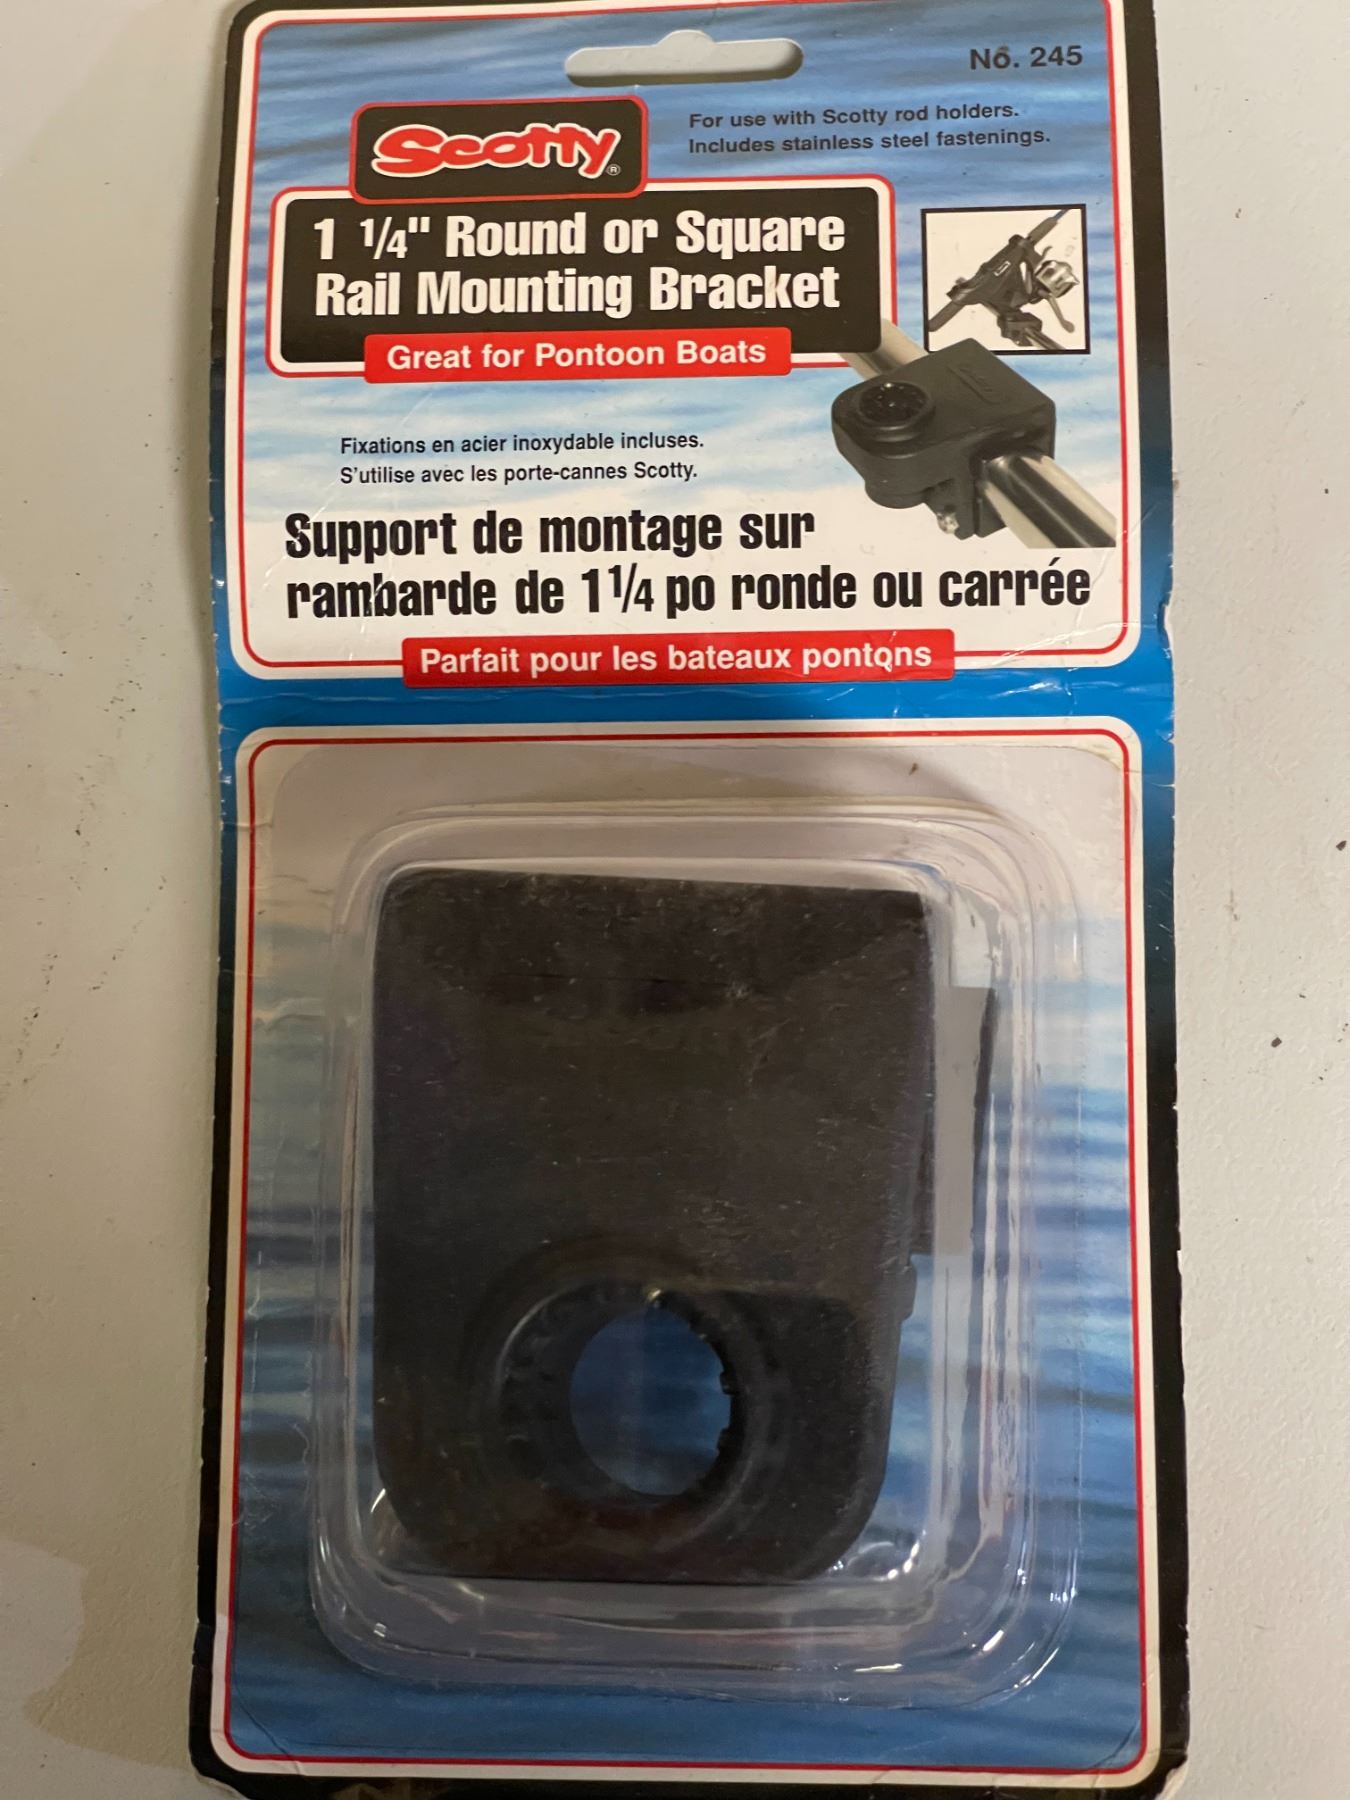 No. 245
Scotty®
For use with Scotty rod holders.
Includes stainless steel fastenings.
1 1/4" Round or Square
Rail Mounting Bracket
Great for Pontoon Boats
Fixations en acier inoxydable incluses.
S'utilise avec les porte-cannes Scotty.
Support de montage sur
rambarde de 1 1/4 po ronde ou carrée
Parfait pour les bateaux pontons